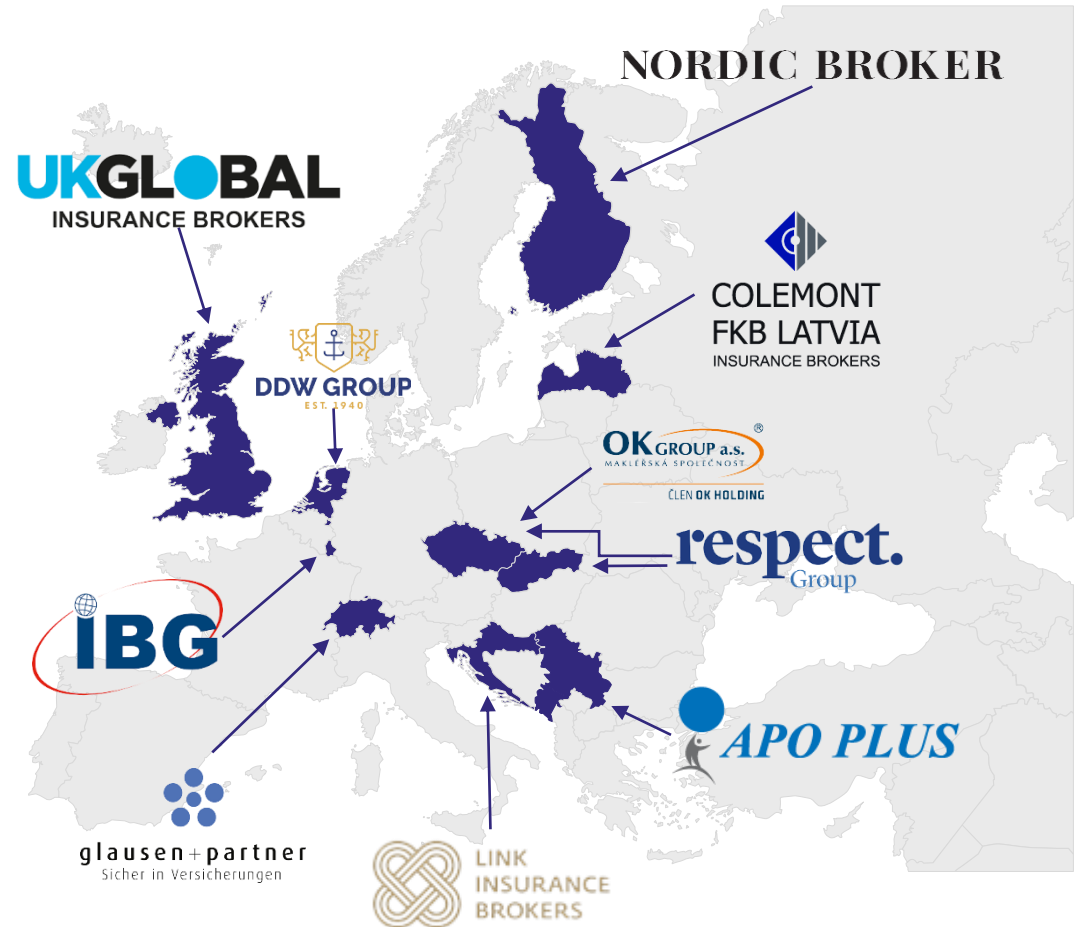 NORDIC BROKER
UKGLOBAL
INSURANCE BROKERS
COLEMONT
FKB LATVIA
INSURANCE BROKERS
DDW GROUP
EST. 1940
OK GROUP a.s.
®
MAKLÉŘSKÁ SPOLEČNOST
ČLEN OK HOLDING
respect.
Group
IBG
APO PLUS
glausen+partner
Sicher in Versicherungen
LINK
INSURANCE
BROKERS